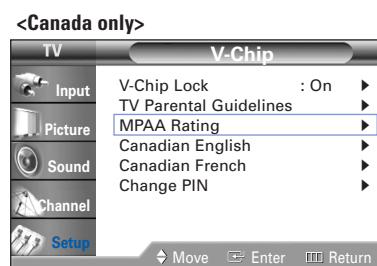 <Canada only>
TV
V-Chip
Input
Picture
Sound
Channel
Setup
V-Chip Lock : On
TV Parental Guidelines
MPAA Rating
Canadian English
Canadian French
Change PIN
Move Enter Return